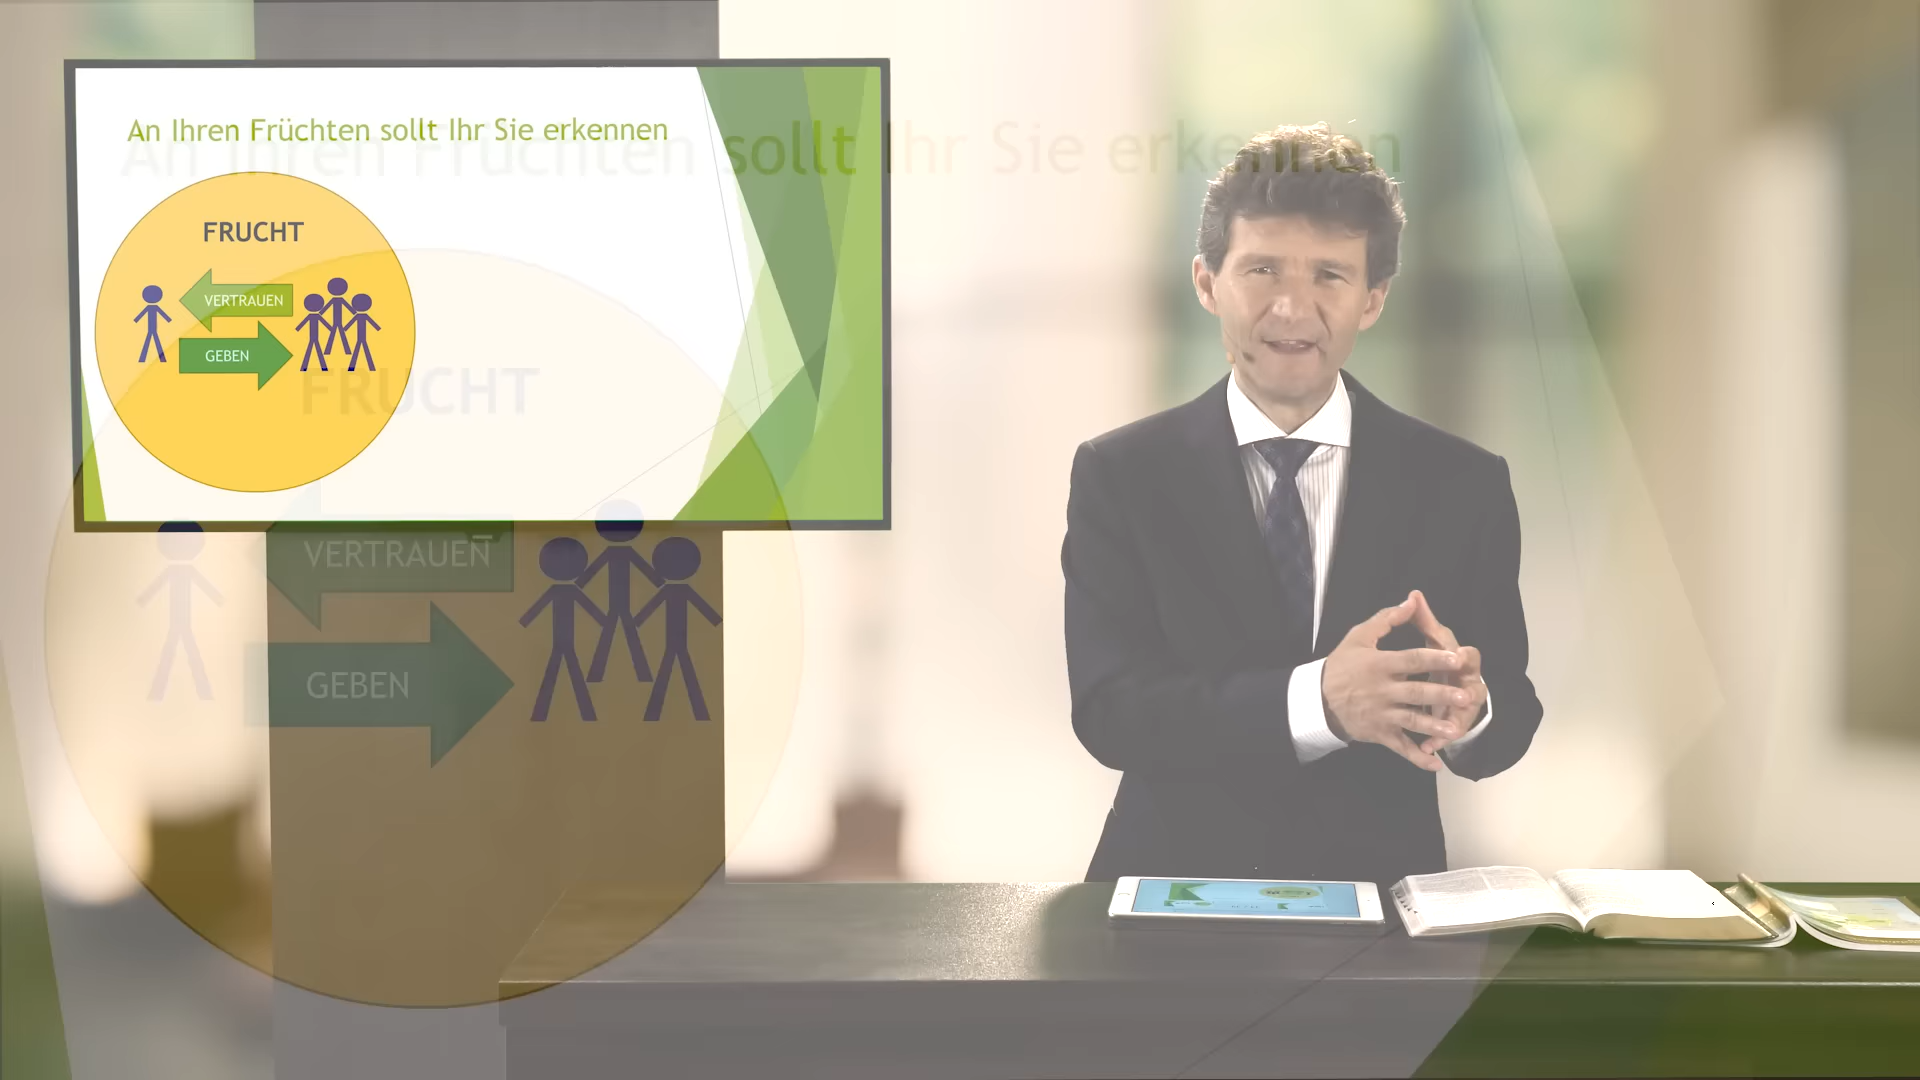 An Ihren Früchten sollt Ihr Sie erkennen
FRUCHT
VERTRAUEN
GEBEN
An Ihren Früchten sollt Ihr Sie erkennen
FRUCHT
VERTRAUEN
GEBEN